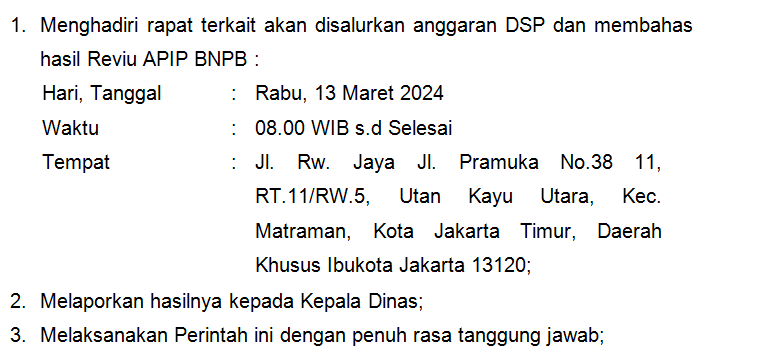 1. Menghadiri rapat terkait akan disalurkan anggaran DSP dan membahas
hasil Reviu APIP BNPB :
Hari, Tanggal : Rabu, 13 Maret 2024
Waktu : 08.00 WIB s.d Selesai
Tempat : Jl. Rw. Jaya Jl. Pramuka No.38 11,
RT.11/RW.5, Utan Kayu Utara, Kec.
Matraman, Kota Jakarta Timur, Daerah
Khusus Ibukota Jakarta 13120;
2. Melaporkan hasilnya kepada Kepala Dinas;
3. Melaksanakan Perintah ini dengan penuh rasa tanggung jawab;